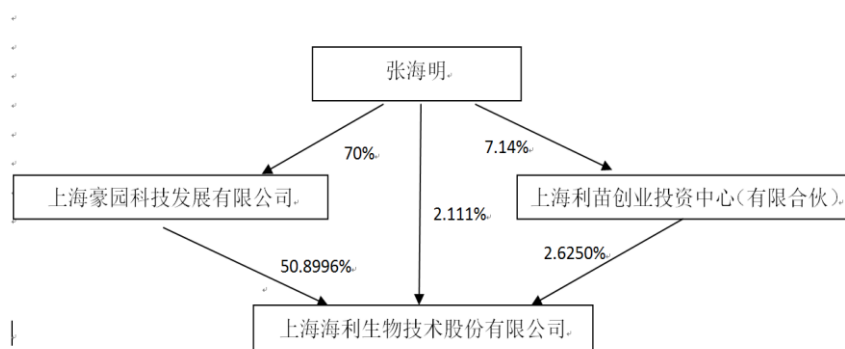 张海明
70%
7.14%
上海豪园科技发展有限公司
2.111%
上海利苗创业投资中心（有限合伙）
50.8996%
2.6250%
上海海利生物技术股份有限公司